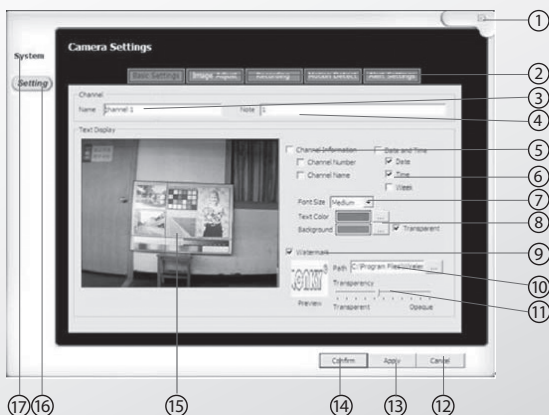 ①
System
Camera Settings
Setting
Basic Settings Image Adjust Recording Motion Detect Alert Settings
②
Channel
③
Name Channel 1 Note 1
④
Text Display
Channel Information Date and Time
⑤
Channel Number Date
Channel Name Time
⑥
Week
Font Size Medium
⑦
Text Color ...
⑧
Background ... Transparent
Watermark
⑨
Path ...
⑩
Transparency
⑪
Preview Transparent Opaque
Confirm Apply Cancel
⑰ ⑯ ⑮ ⑭ ⑬ ⑫